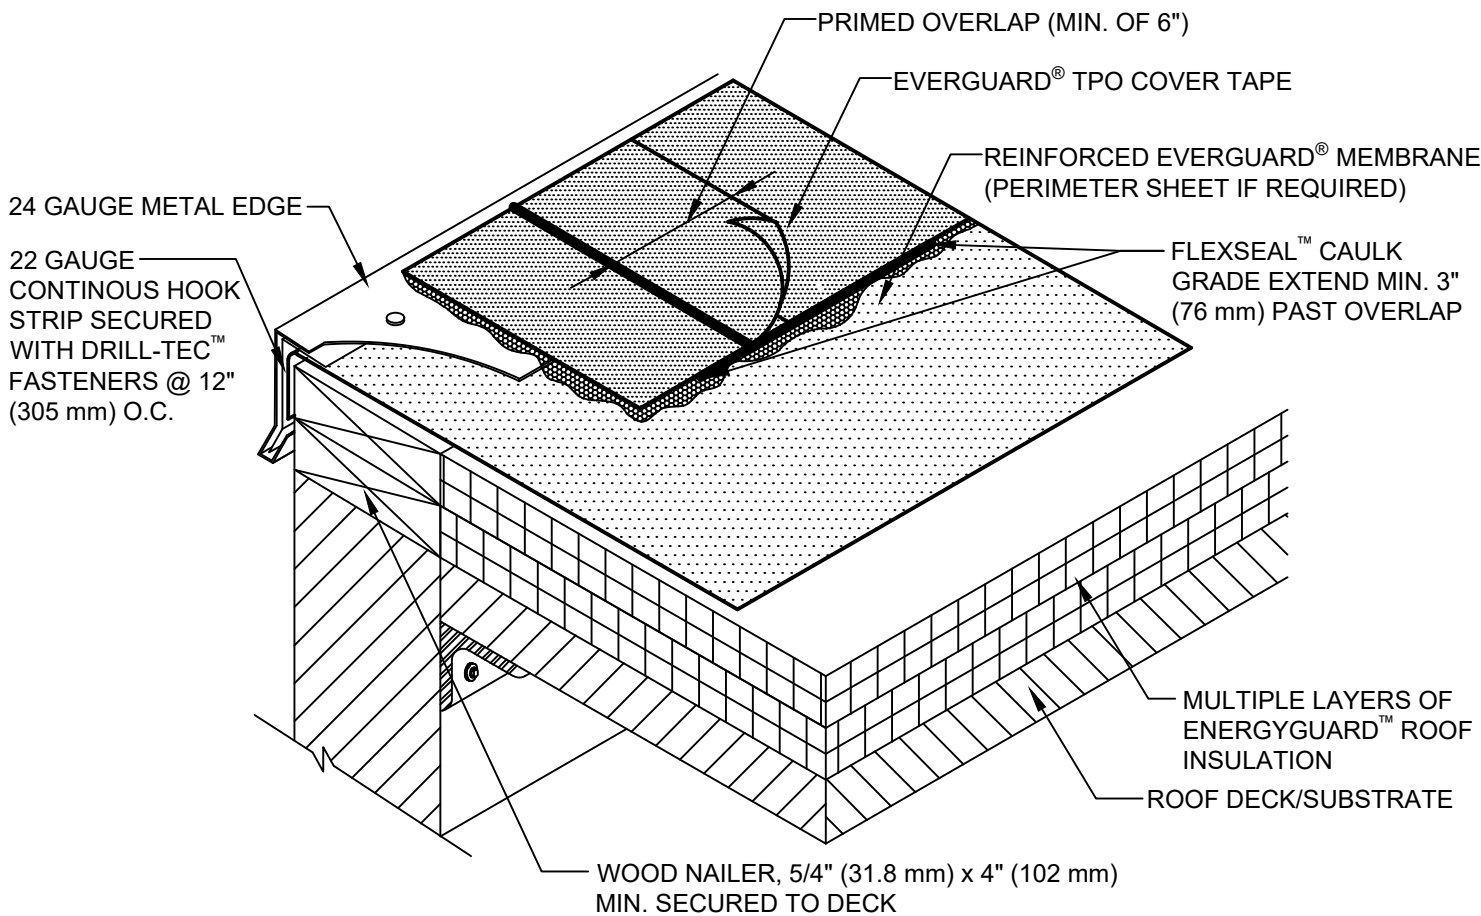 PRIMED OVERLAP (MIN. OF 6")
EVERGUARD® TPO COVER TAPE
REINFORCED EVERGUARD® MEMBRANE
(PERIMETER SHEET IF REQUIRED)
24 GAUGE METAL EDGE
22 GAUGE
CONTINOUS HOOK
STRIP SECURED
WITH DRILL-TEC™
FASTENERS @ 12"
(305 mm) O.C.
FLEXSEAL™ CAULK
GRADE EXTEND MIN. 3"
(76 mm) PAST OVERLAP
MULTIPLE LAYERS OF
ENERGYGUARD™ ROOF
INSULATION
ROOF DECK/SUBSTRATE
WOOD NAILER, 5/4" (31.8 mm) x 4" (102 mm)
MIN. SECURED TO DECK